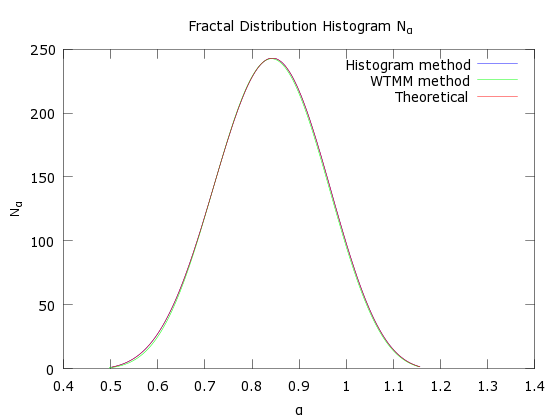 Fractal Distribution Histogram Nα
250
200
150
100
50
0
Nα
Histogram method
WTMM method
Theoretical
0.4 0.5 0.6 0.7 0.8 0.9 1 1.1 1.2 1.3 1.4
α